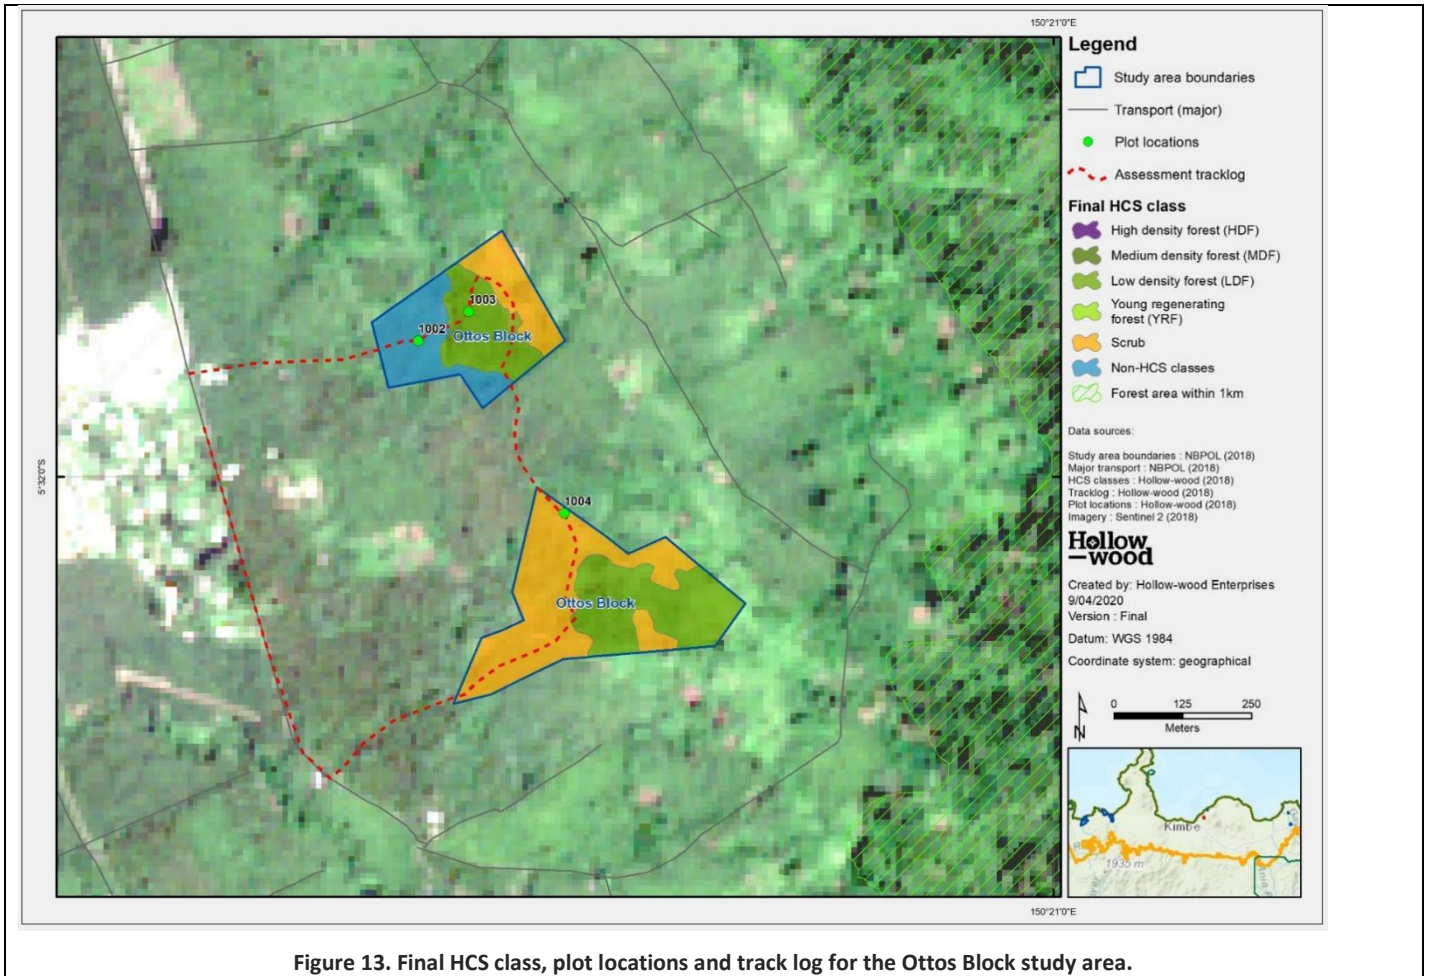 150°21'0"E
Legend
Study area boundaries
Transport (major)
Plot locations
Assessment tracklog
Final HCS class
High density forest (HDF)
Medium density forest (MDF)
Low density forest (LDF)
Young regenerating
forest (YRF)
Scrub
Non-HCS classes
Forest area within 1km
Data sources:
Study area boundaries : NBPOL (2018)
Major transport : NBPOL (2018)
HCS classes : Hollow-wood (2018)
Tracklog : Hollow-wood (2018)
Plot locations : Hollow-wood (2018)
Imagery : Sentinel 2 (2018)
Hollow
-wood
Created by: Hollow-wood Enterprises
9/04/2020
Version : Final
Datum: WGS 1984
Coordinate system: geographical
N
0 125 250
Meters
Kimbe
1935 m
1003
1002
Ottos Block
5°32'0"S
1004
Ottos Block
150°21'0"E
Figure 13. Final HCS class, plot locations and track log for the Ottos Block study area.